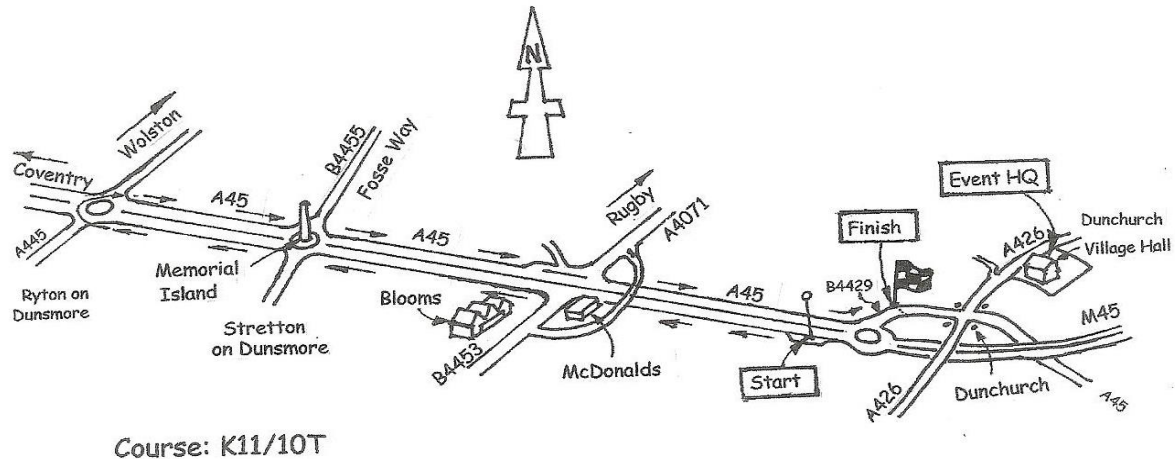 N
Wolston
Coventry
A445
Ryton on
Dunsmore
A45
B4455
Fosse Way
Memorial
Island
Stretton
on Dunsmore
A45
Blooms
B4453
McDonalds
Rugby
A4071
A45
Start
Finish
B4429
Event HQ
Dunchurch
Village Hall
A426
M45
Dunchurch
A426
A45
Course: K11/10T